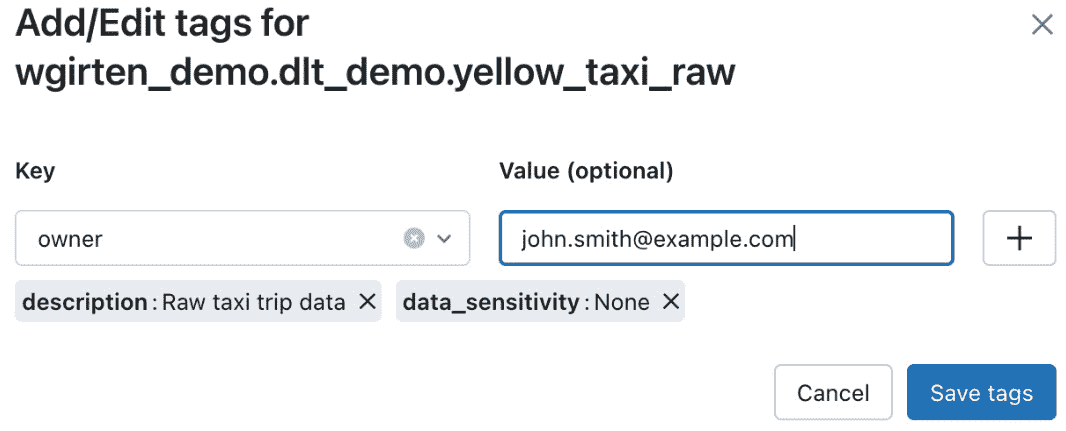 Add/Edit tags for
wgirten_demo.dlt_demo.yellow_taxi_raw
Key
Value (optional)
owner
john.smith@example.com
description: Raw taxi trip data
data_sensitivity: None
Cancel
Save tags